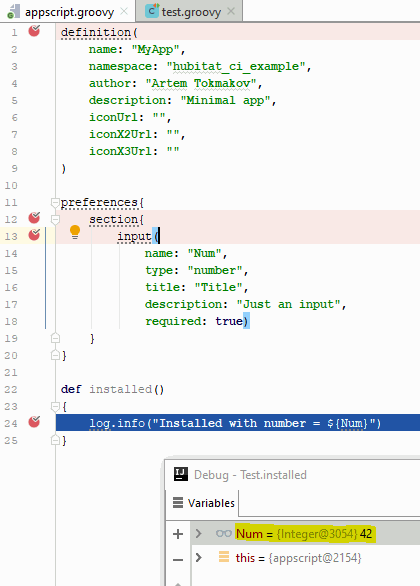 appscript.groovy × test.groovy ×
1 definition(
2 name: "MyApp",
3 namespace: "hubitat_ci_example",
4 author: "Artem Tokmakov",
5 description: "Minimal app",
6 iconUrl: "",
7 iconX2Url: "",
8 iconX3Url: ""
9 )
10
11 preferences{
12 section{
13 input(
14 name: "Num",
15 type: "number",
16 title: "Title",
17 description: "Just an input",
18 required: true)
19 }
20 }
21
22 def installed()
23 {
24 log.info("Installed with number = ${Num}")
25 }
Debug - Test.installed
Variables
Num = {Integer@3054} 42
this = {appscript@2154}